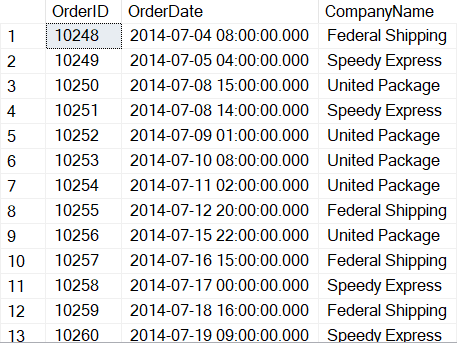 OrderID OrderDate CompanyName
1 10248 2014-07-04 08:00:00.000 Federal Shipping
2 10249 2014-07-05 04:00:00.000 Speedy Express
3 10250 2014-07-08 15:00:00.000 United Package
4 10251 2014-07-08 14:00:00.000 Speedy Express
5 10252 2014-07-09 01:00:00.000 United Package
6 10253 2014-07-10 08:00:00.000 United Package
7 10254 2014-07-11 02:00:00.000 United Package
8 10255 2014-07-12 20:00:00.000 Federal Shipping
9 10256 2014-07-15 22:00:00.000 United Package
10 10257 2014-07-16 15:00:00.000 Federal Shipping
11 10258 2014-07-17 00:00:00.000 Speedy Express
12 10259 2014-07-18 16:00:00.000 Federal Shipping
13 10260 2014-07-19 09:00:00.000 Speedy Express